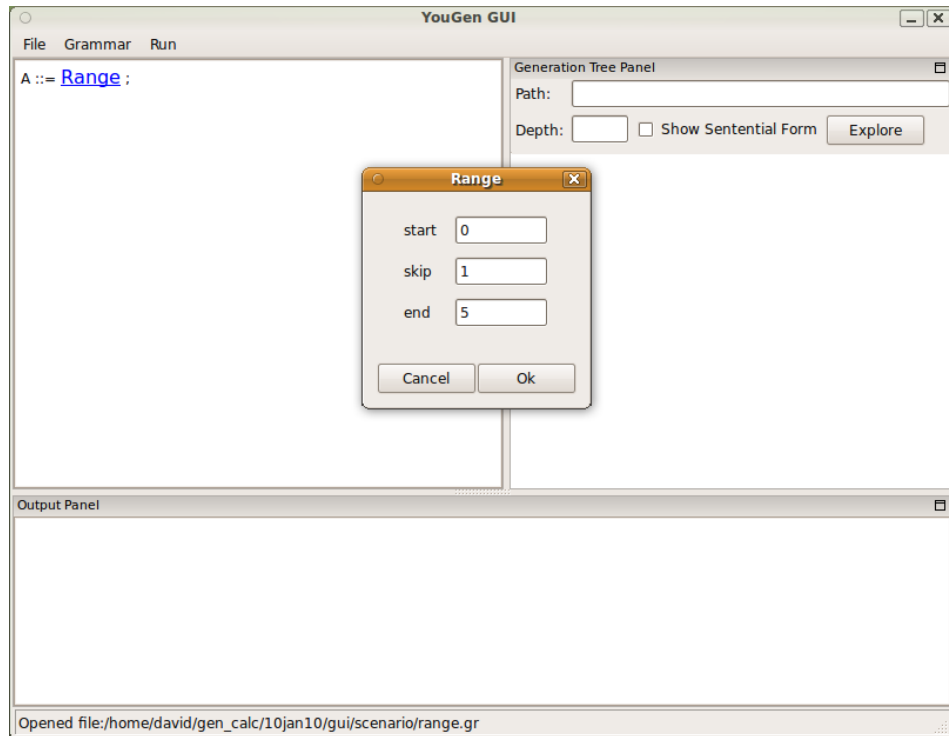 YouGen GUI
File Grammar Run
A ::= Range ;
Generation Tree Panel
Path:
Depth: Show Sentential Form Explore
Range
start 0
skip 1
end 5
Cancel Ok
Output Panel
Opened file:/home/david/gen_calc/10jan10/gui/scenario/range.gr